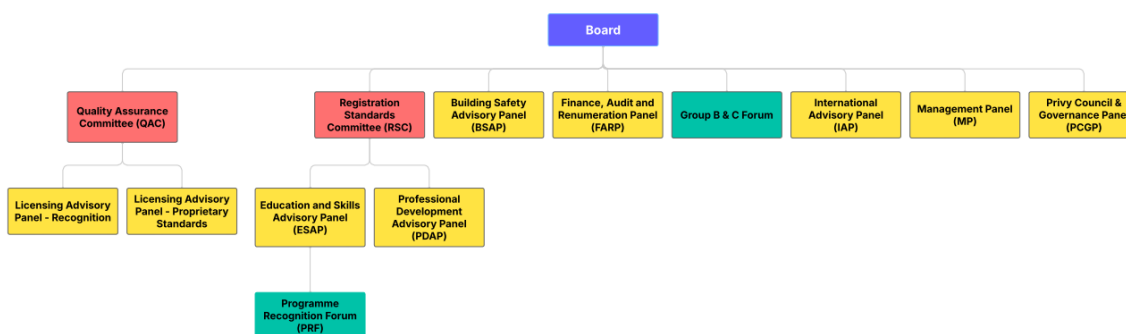 Board
Quality Assurance
Committee (QAC)
Registration
Standards
Committee (RSC)
Building Safety
Advisory Panel
(BSAP)
Finance, Audit and
Renumeration Panel
(FARP)
Group B & C Forum
International
Advisory Panel
(IAP)
Management Panel
(MP)
Privy Council &
Governance Pane
(PCGP)
Licensing Advisory
Panel - Recognition
Licensing Advisory
Panel - Proprietary
Standards
Education and Skills
Advisory Panel
(ESAP)
Professional
Development
Advisory Panel
(PDAP)
Programme
Recognition Forum
(PRF)